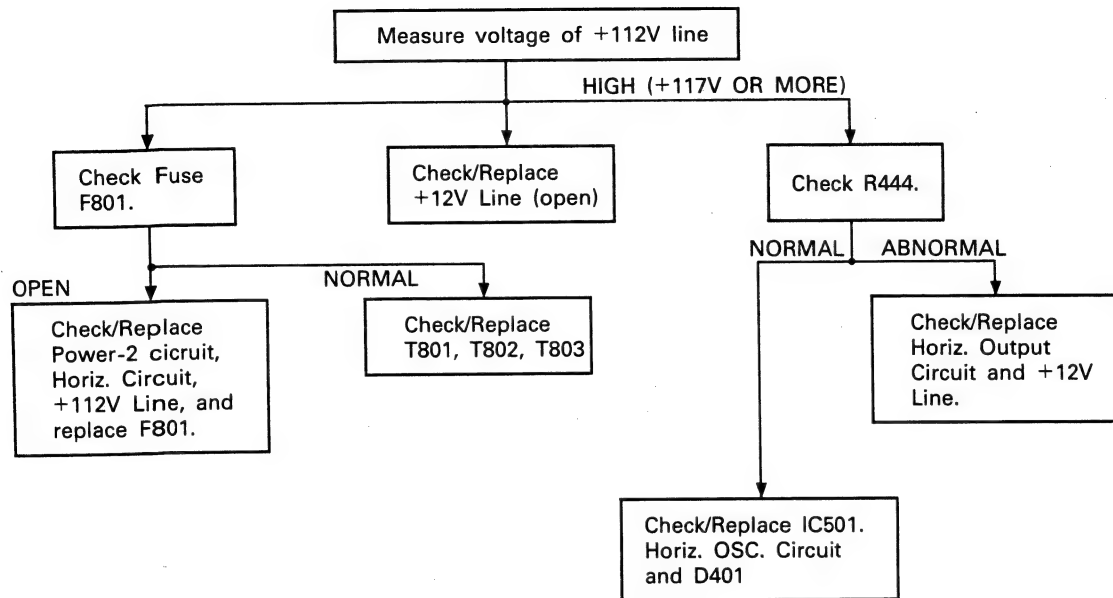 Measure voltage of +112V line
HIGH (+117V OR MORE)
Check Fuse
F801.
Check/Replace
+12V Line (open)
Check R444.
OPEN
NORMAL
NORMAL
ABNORMAL
Check/Replace
Power-2 cicruit,
Horiz. Circuit,
+112V Line, and
replace F801.
Check/Replace
T801, T802, T803
Check/Replace
Horiz. Output
Circuit and +12V
Line.
Check/Replace IC501.
Horiz. OSC. Circuit
and D401